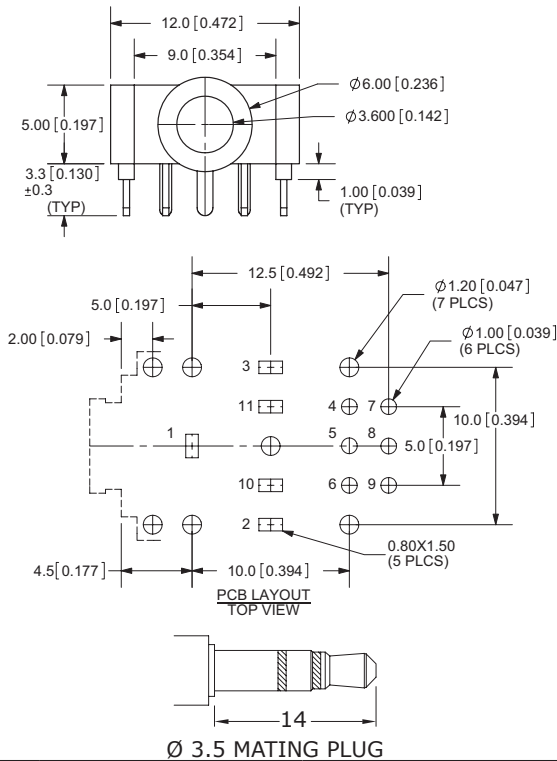 12.0 [0.472]
9.0 [0.354]
Ø6.00 [0.236]
Ø3.600 [0.142]
5.00 [0.197]
3.3 [0.130]
±0.3
(TYP)
1.00 [0.039]
(TYP)
12.5 [0.492]
5.0 [0.197]
Ø1.20 [0.047]
(7 PLCS)
2.00 [0.079]
Ø1.00 [0.039]
(6 PLCS)
3
11
4
7
10.0 [0.394]
1
5
8
5.0 [0.197]
10
6
9
2
0.80X1.50
(5 PLCS)
4.5 [0.177]
10.0 [0.394]
PCB LAYOUT
TOP VIEW
14
Ø 3.5 MATING PLUG